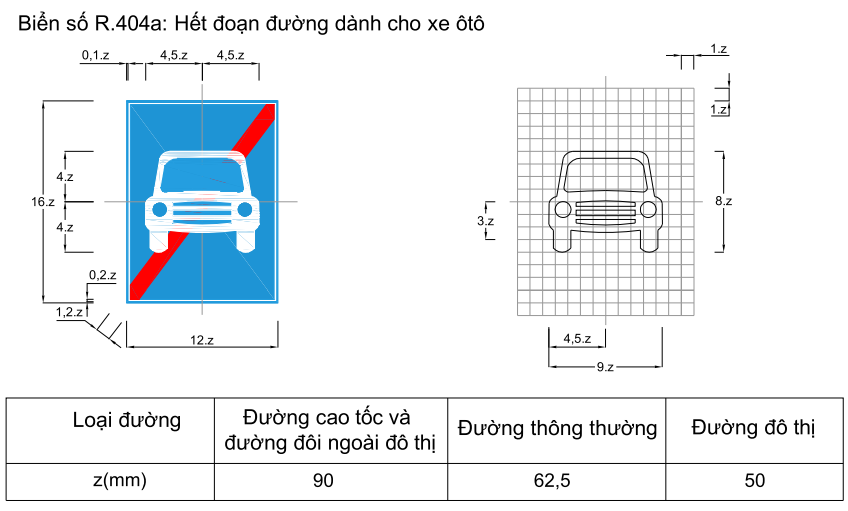 Biển số R.404a: Hết đoạn đường dành cho xe ôtô
0,1.z
4,5.z
4,5.z
1.z
1.z
4.z
16.z
4.z
3.z
8.z
0,2.z
1,2.z
12.z
4,5.z
9.z
Loại đường
Đường cao tốc và
đường đôi ngoài đô thị
Đường thông thường
Đường đô thị
z(mm)
90
62,5
50